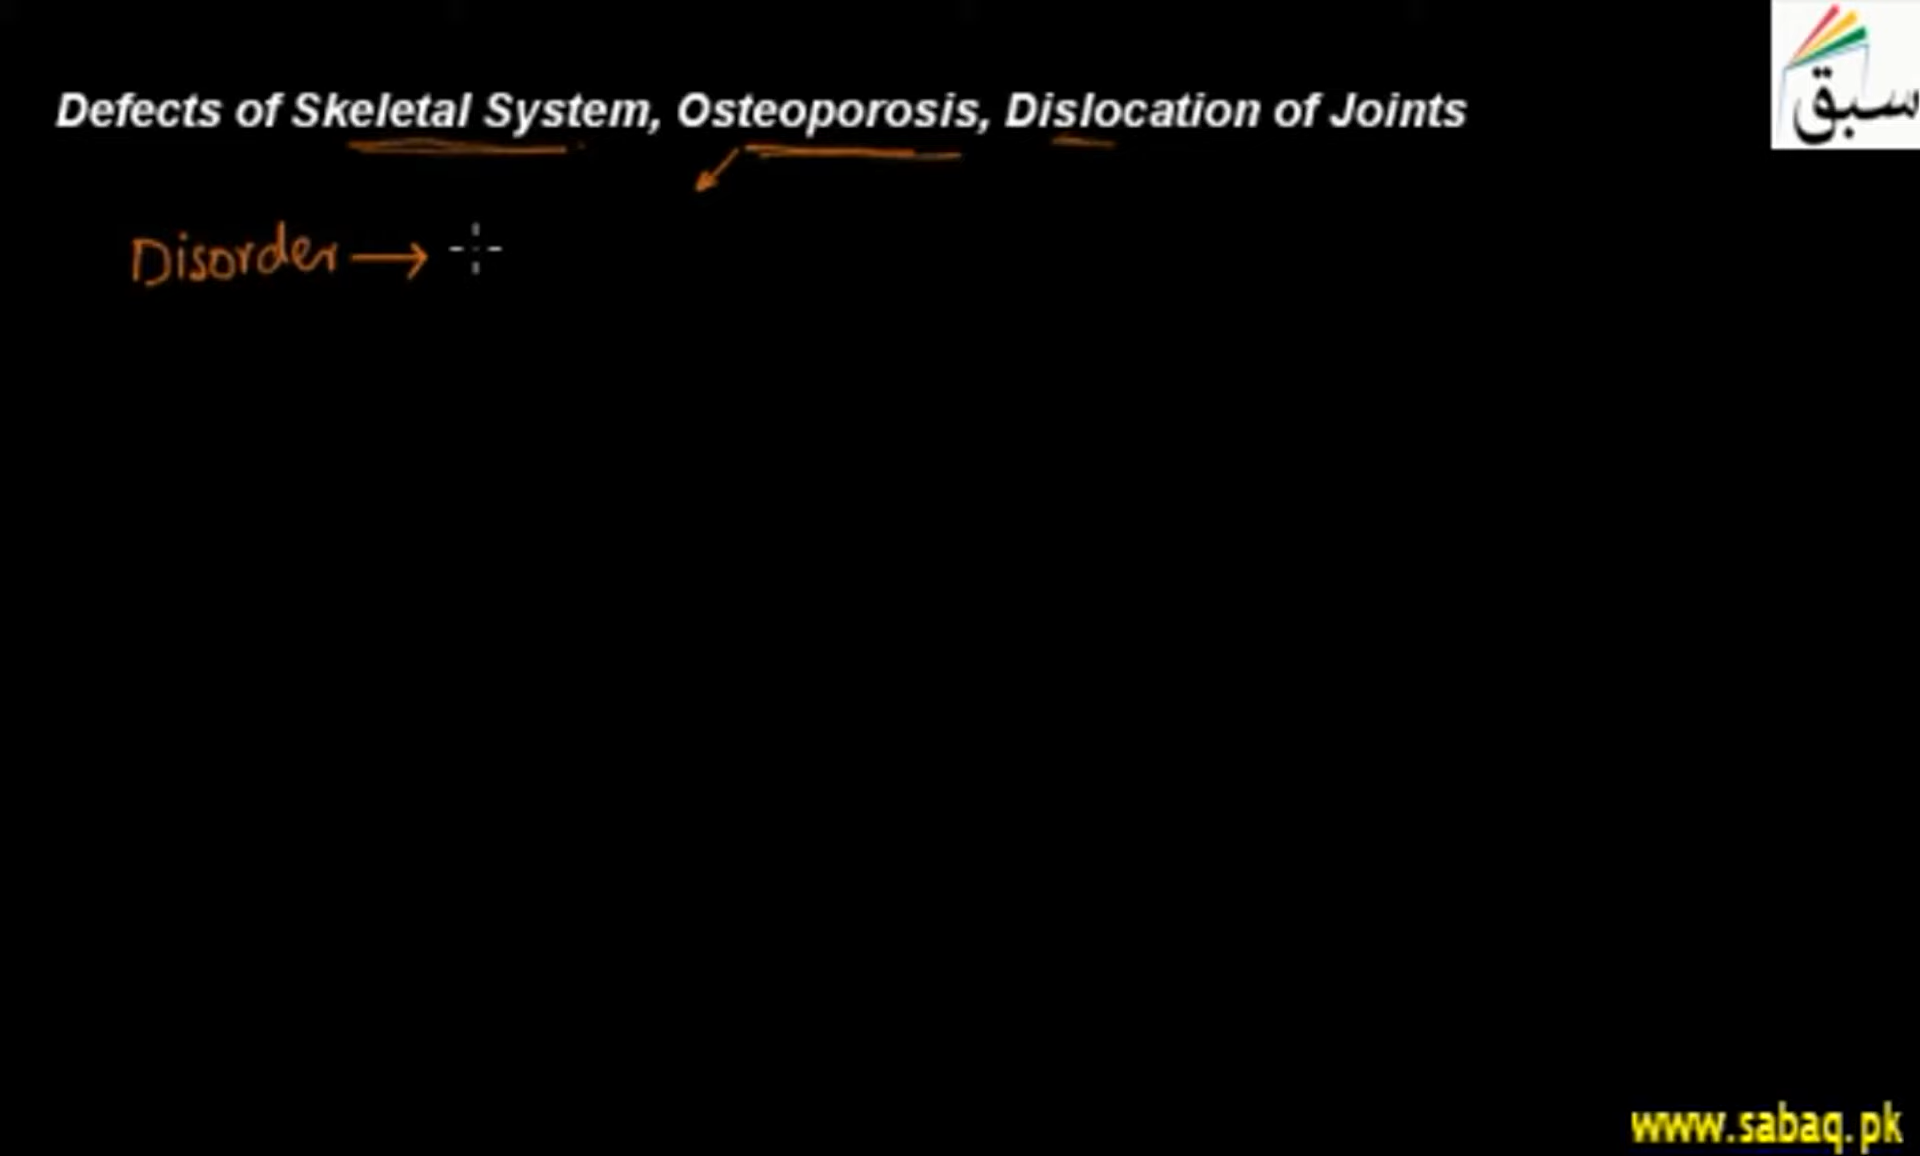 Defects of Skeletal System, Osteoporosis, Dislocation of Joints
سبق
Disorder →
www.sabaq.pk